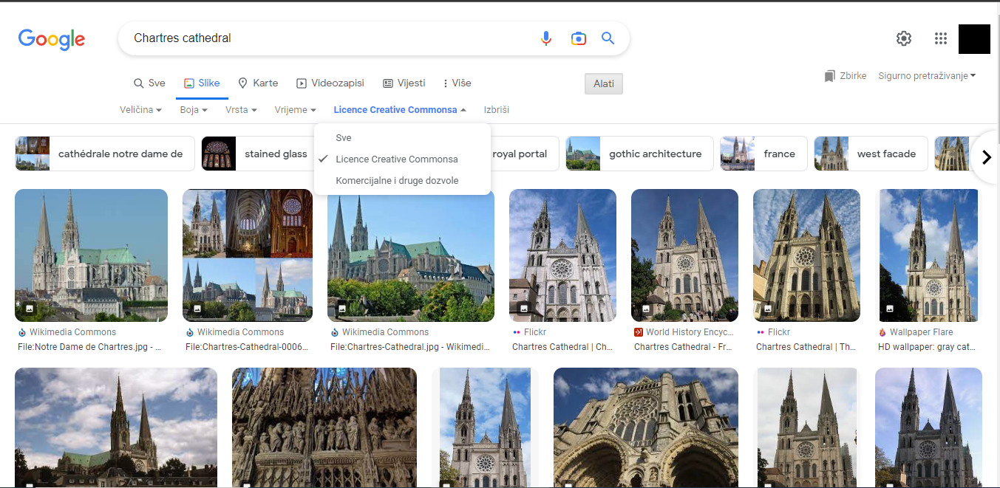 Google
Chartres cathedral
Sve
Slike
Karte
Videozapisi
Vijesti
Više
Alati
Zbirke
Sigurno pretraživanje
Veličina
Boja
Vrsta
Vrijeme
Licence Creative Commonsa
Izbriši
Sve
Licence Creative Commonsa
Komercijalne i druge dozvole
cathédrale notre dame de
stained glass
royal portal
gothic architecture
france
west facade
Wikimedia Commons
File:Notre Dame de Chartres.jpg - ...
Wikimedia Commons
File:Chartres-Cathedral-0006...
Wikimedia Commons
File:Chartres-Cathedral.jpg - Wikimedi...
Flickr
Chartres Cathedral | Ch...
World History Encyc...
Chartres Cathedral - Fr...
Flickr
Chartres Cathedral | Th...
Wallpaper Flare
HD wallpaper: gray cat...